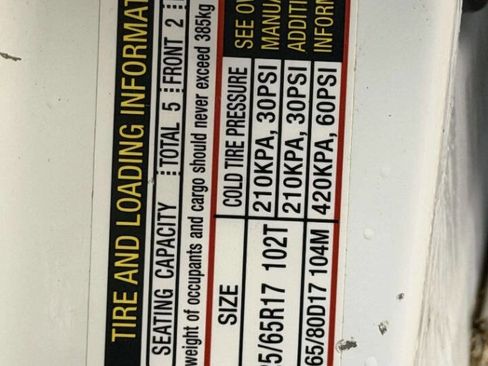 TIRE AND LOADING INFORMAT
SEATING CAPACITY TOTAL 5 FRONT 2
weight of occupants and cargo should never exceed 385kg
SIZE COLD TIRE PRESSURE SEE OW
5/65R17 102T 210KPA, 30PSI MANUA
210KPA, 30PSI ADDITI
65/80D17 104M 420KPA, 60PSI INFORM